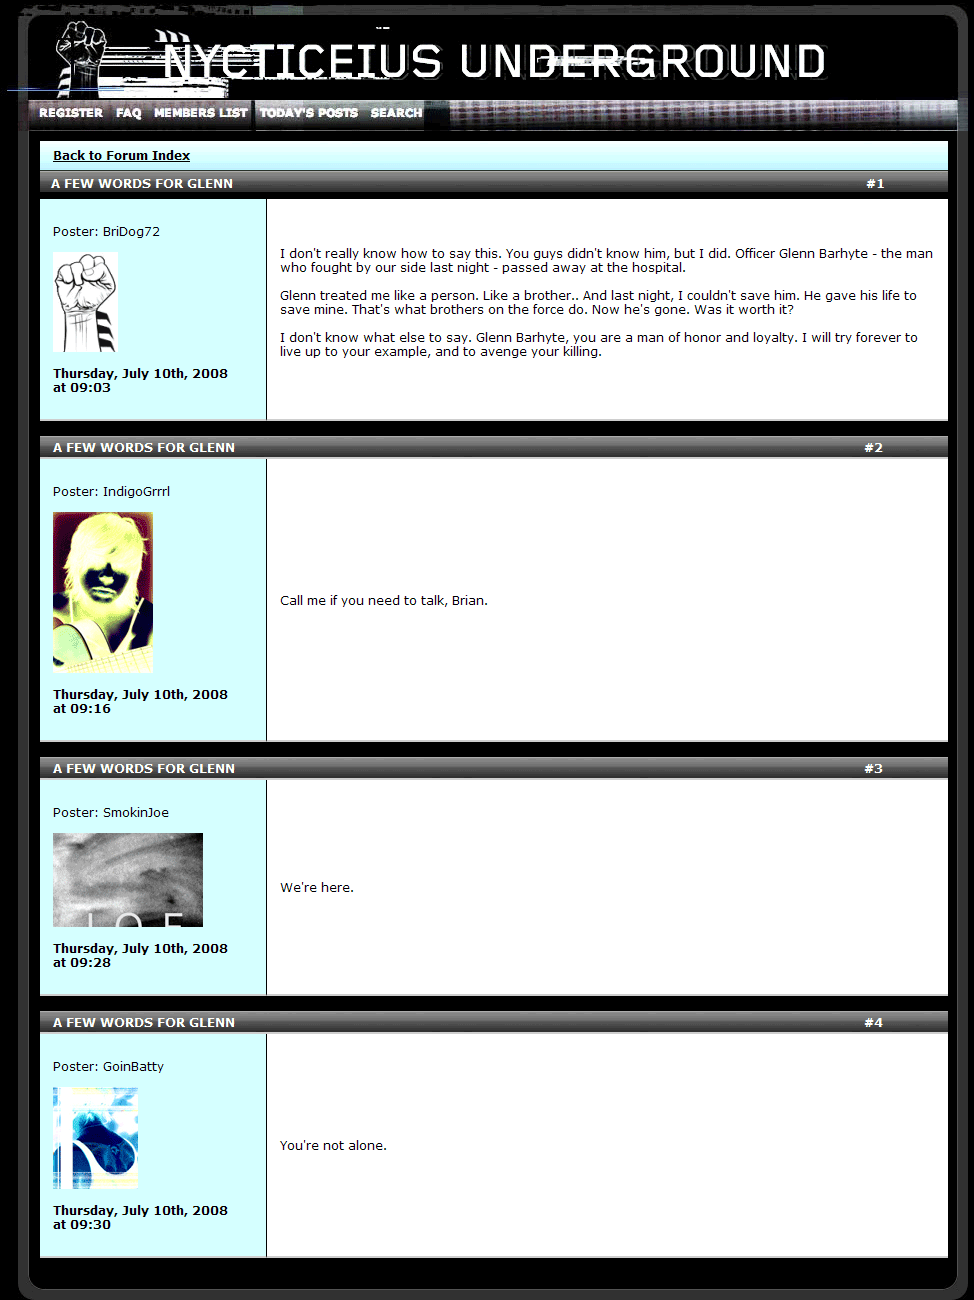 NYCTICEIUS UNDERGROUND
REGISTER FAQ MEMBERS LIST TODAY'S POSTS SEARCH
Back to Forum Index
A FEW WORDS FOR GLENN #1
Poster: BriDog72
Thursday, July 10th, 2008
at 09:03
I don't really know how to say this. You guys didn't know him, but I did. Officer Glenn Barhyte - the man
who fought by our side last night - passed away at the hospital.
Glenn treated me like a person. Like a brother.. And last night, I couldn't save him. He gave his life to
save mine. That's what brothers on the force do. Now he's gone. Was it worth it?
I don't know what else to say. Glenn Barhyte, you are a man of honor and loyalty. I will try forever to
live up to your example, and to avenge your killing.
A FEW WORDS FOR GLENN #2
Poster: IndigoGrrrl
Thursday, July 10th, 2008
at 09:16
Call me if you need to talk, Brian.
A FEW WORDS FOR GLENN #3
Poster: SmokinJoe
JOE
Thursday, July 10th, 2008
at 09:28
We're here.
A FEW WORDS FOR GLENN #4
Poster: GoinBatty
Thursday, July 10th, 2008
at 09:30
You're not alone.